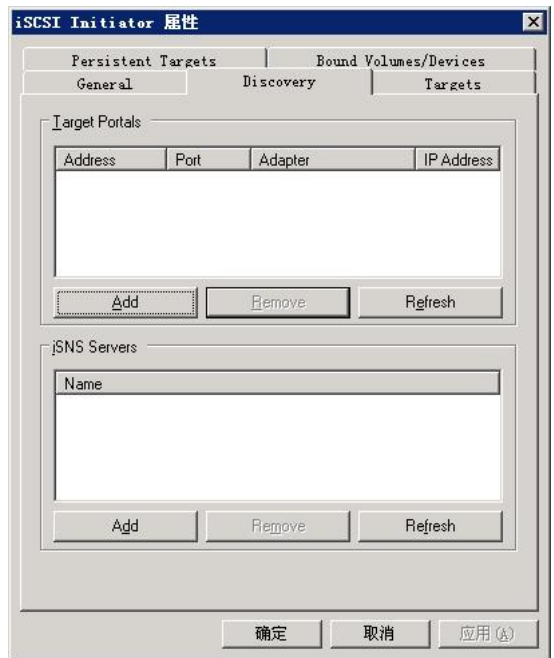 iSCSI Initiator 属性
Persistent Targets Bound Volumes/Devices
General Discovery Targets
Target Portals
Address Port Adapter IP Address
Add Remove Refresh
iSNS Servers
Name
Add Remove Refresh
确定 取消 应用(A)